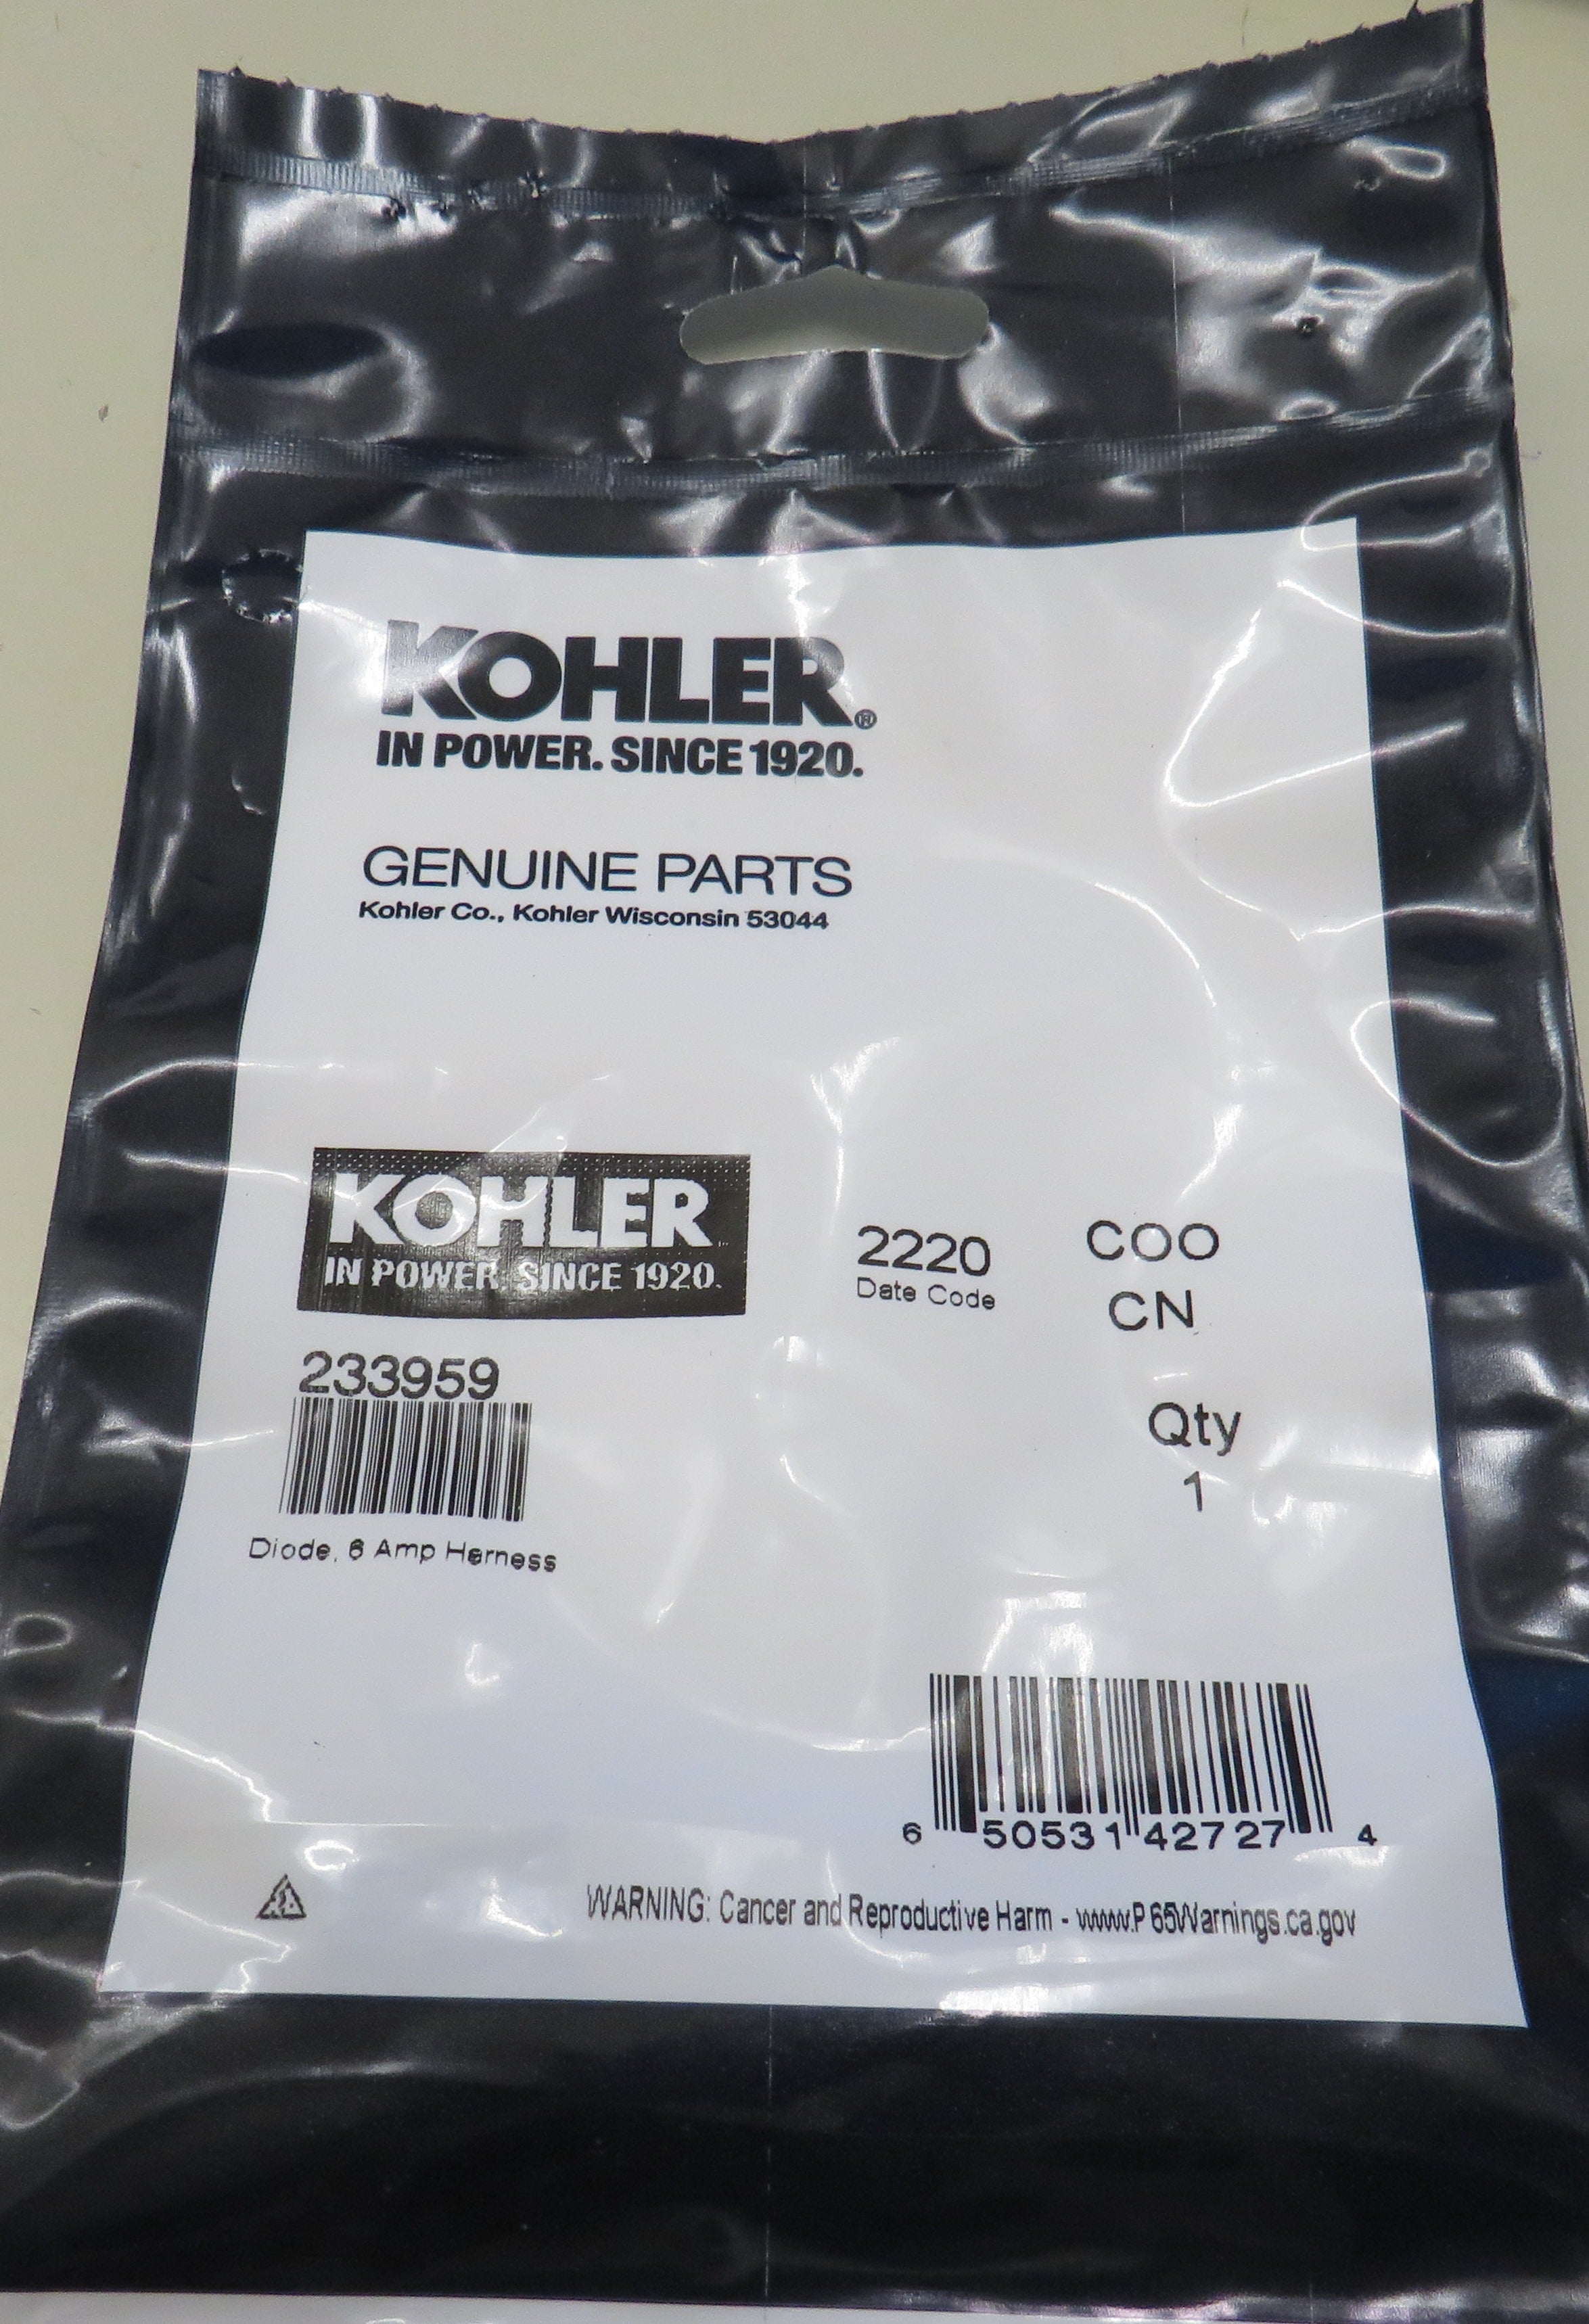 KOHLER®
IN POWER. SINCE 1920.
GENUINE PARTS
Kohler Co., Kohler Wisconsin 53044
KOHLER
IN POWER. SINCE 1920.
2220
Date Code
COO
CN
233959
Qty
1
Diode, 6 Amp Harness
6 50531 42727 4
WARNING: Cancer and Reproductive Harm - www.P65Warnings.ca.gov